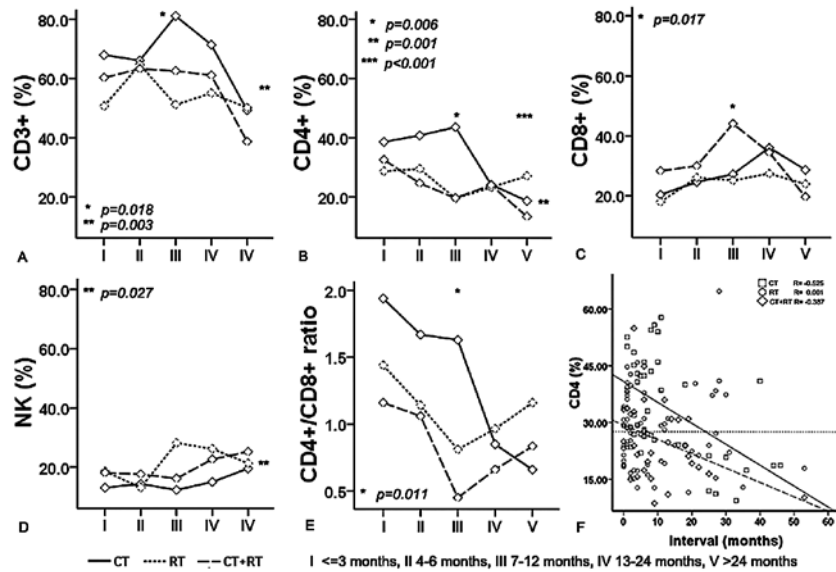 80.0
60.0
40.0
20.0
CD3+ (%)
*
**
* p=0.018
** p=0.003
A
I II III IV IV
80.0
60.0
40.0
20.0
CD4+ (%)
* p=0.006
** p=0.001
*** p<0.001
*
***
**
B
I II III IV V
80.0
60.0
40.0
20.0
CD8+ (%)
* p=0.017
*
C
I II III IV V
80.0
60.0
40.0
20.0
NK (%)
** p=0.027
**
D
I II III IV IV
2.0
1.5
1.0
0.5
CD4+/CD8+ ratio
*
* p=0.011
E
I II III IV V
60.00
45.00
30.00
15.00
CD4 (%)
CT R= -0.525
RT R= 0.001
CT+RT R= -0.387
F
0 10 20 30 40 50 60
Interval (months)
CT RT CT+RT I <=3 months, II 4-6 months, III 7-12 months, IV 13-24 months, V >24 months